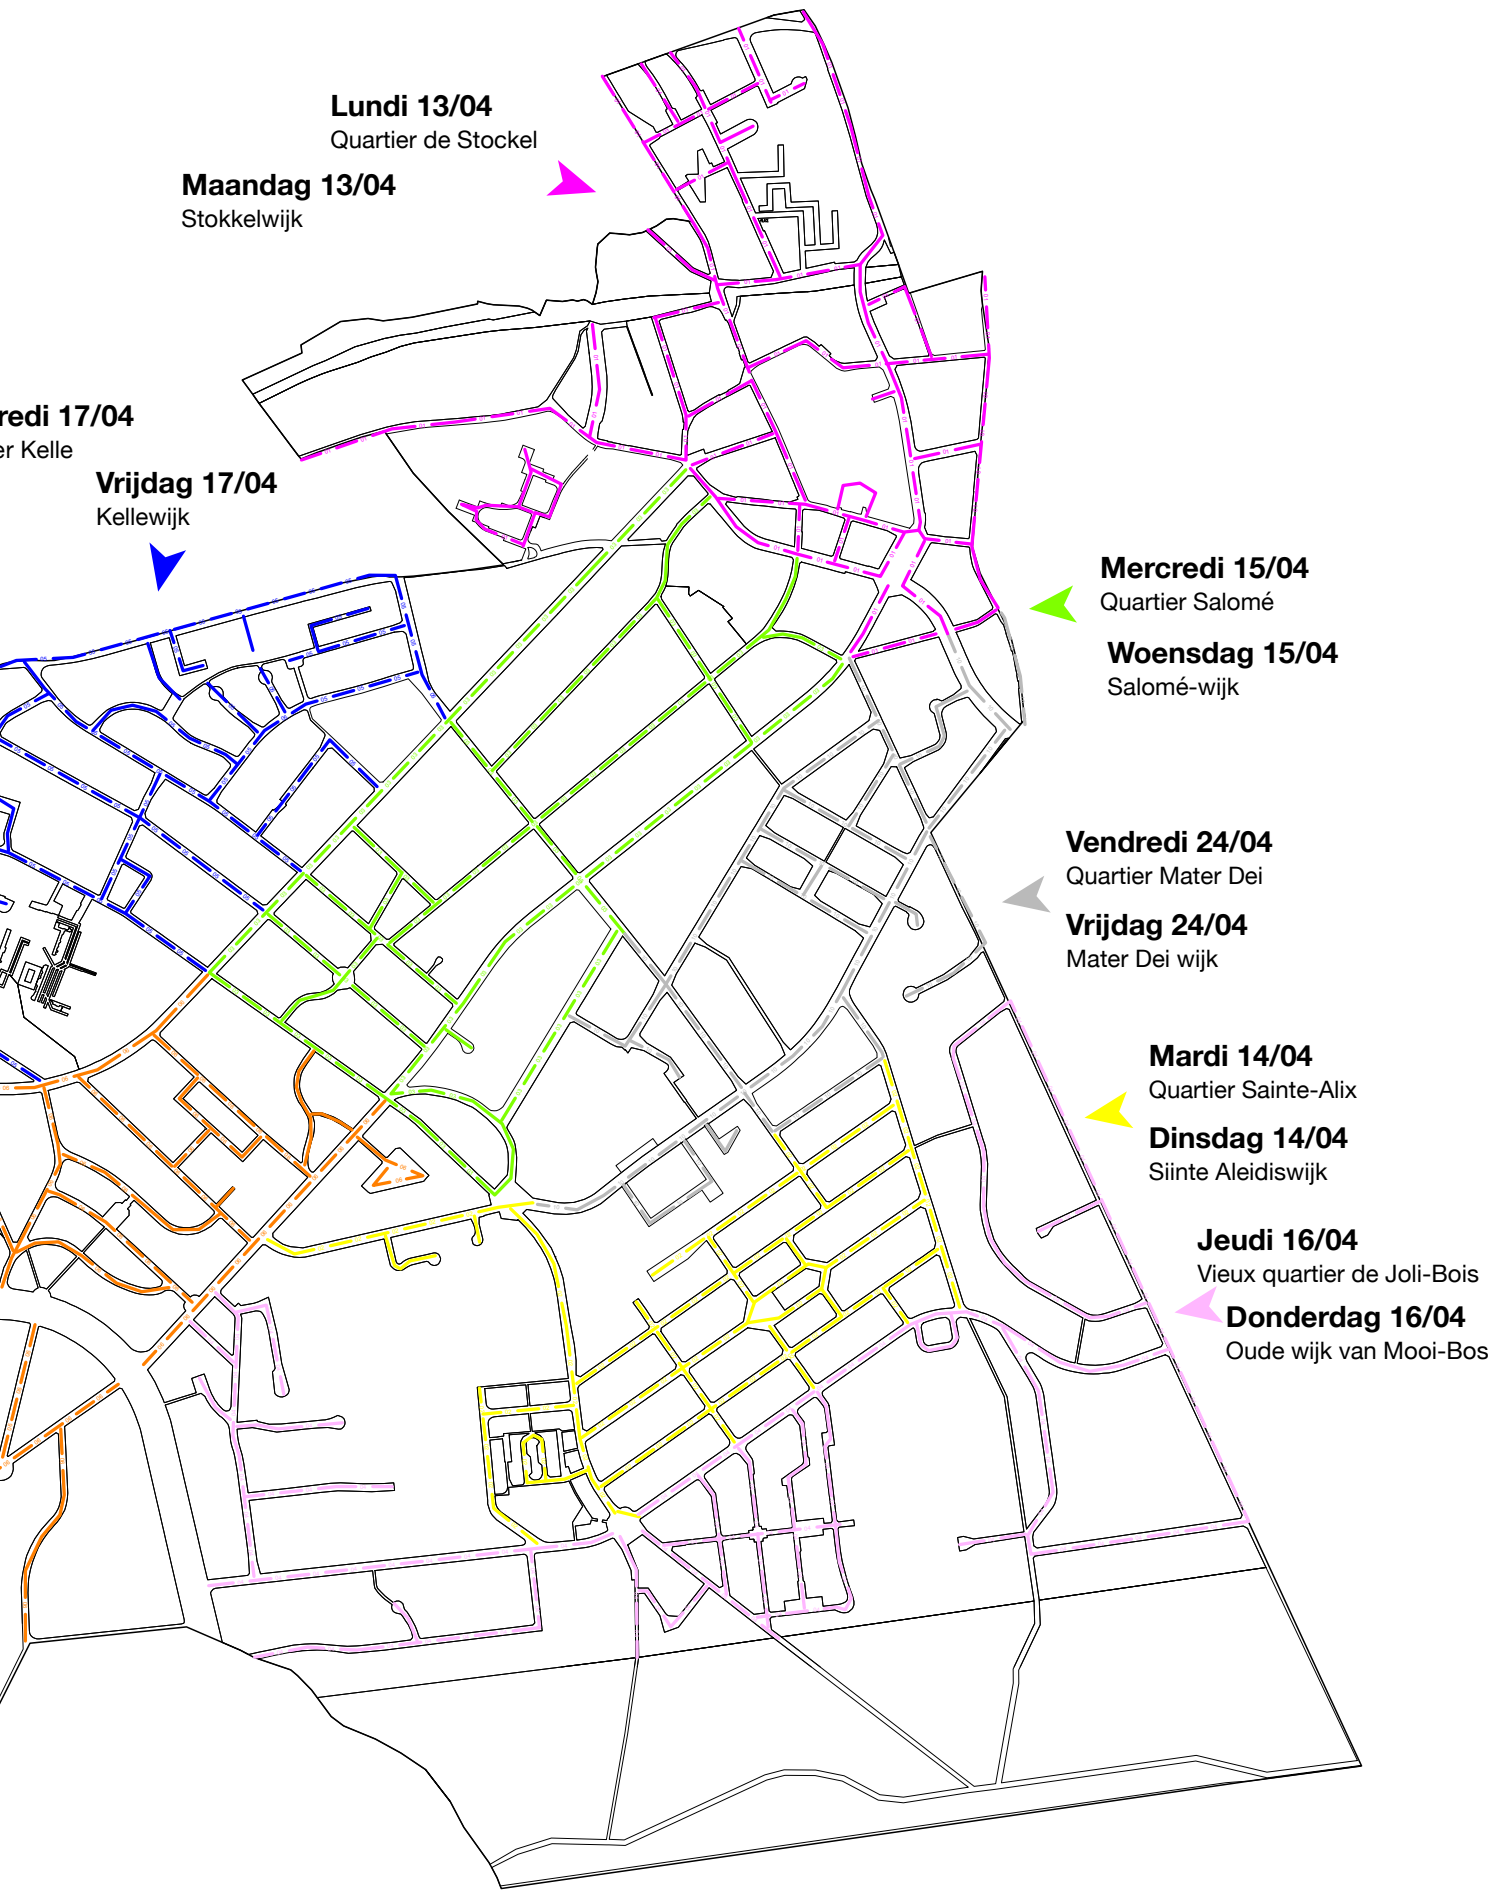 Lundi 13/04
Quartier de Stockel
Maandag 13/04
Stokkelwijk
redi 17/04
er Kelle
Vrijdag 17/04
Kellewijk
Mercredi 15/04
Quartier Salomé
Woensdag 15/04
Salomé-wijk
Vendredi 24/04
Quartier Mater Dei
Vrijdag 24/04
Mater Dei wijk
Mardi 14/04
Quartier Sainte-Alix
Dinsdag 14/04
Siinte Aleidiswijk
Jeudi 16/04
Vieux quartier de Joli-Bois
Donderdag 16/04
Oude wijk van Mooi-Bos